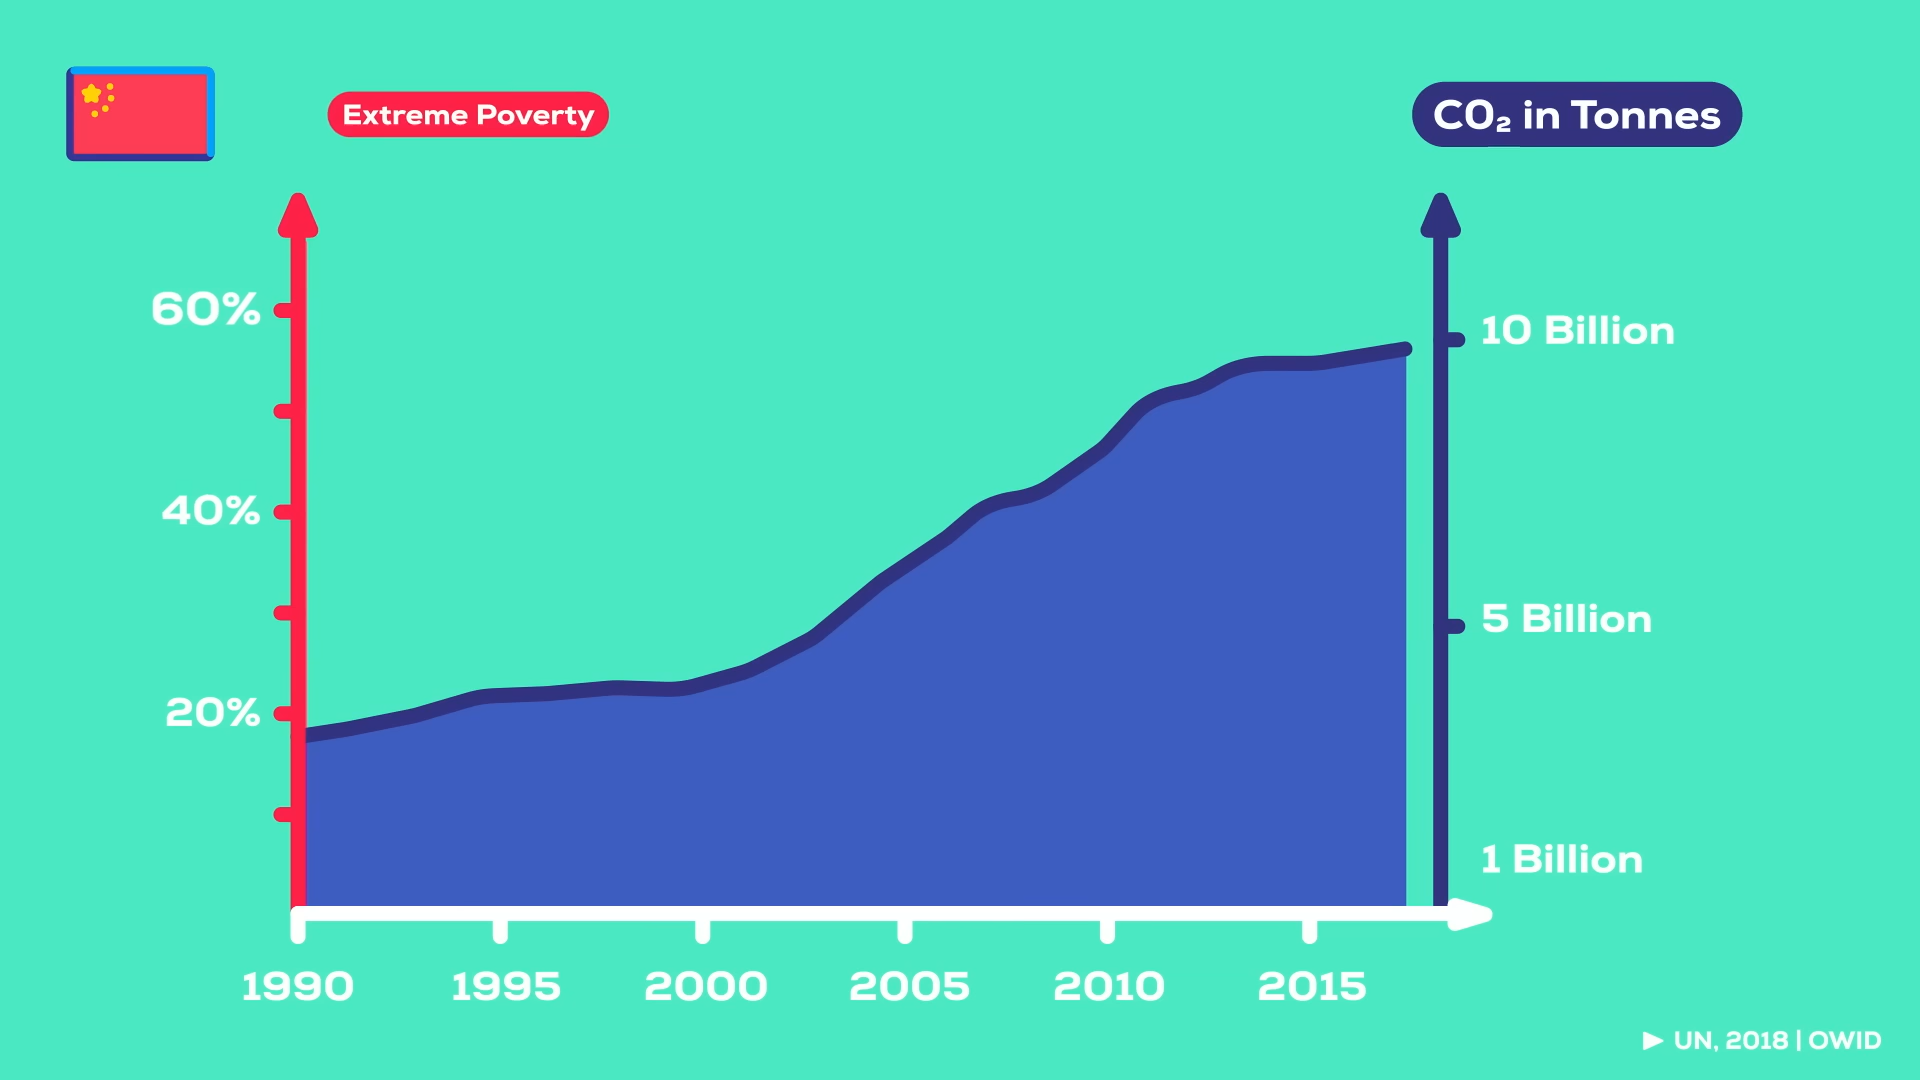 Extreme Poverty
CO₂ in Tonnes
60%
10 Billion
40%
5 Billion
20%
1 Billion
1990 1995 2000 2005 2010 2015
UN, 2018 | OWID